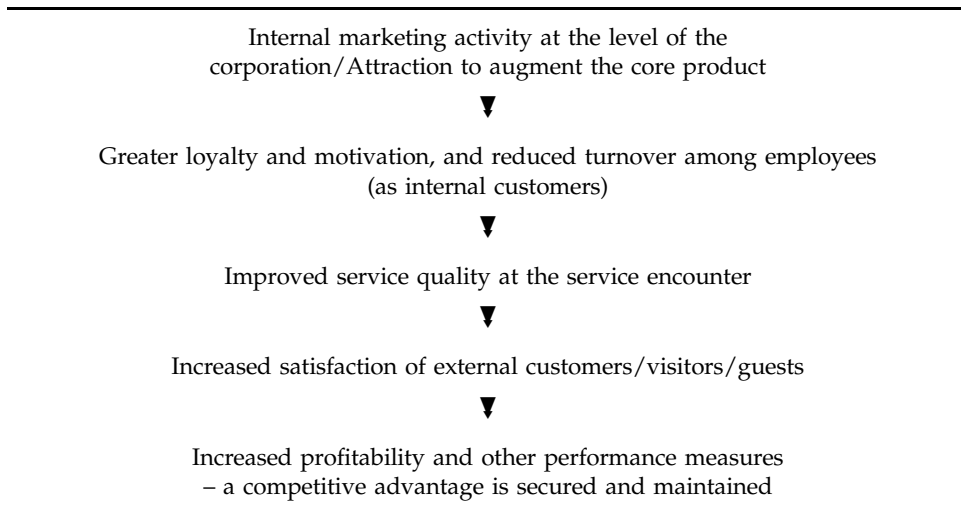 Internal marketing activity at the level of the
corporation/Attraction to augment the core product
Greater loyalty and motivation, and reduced turnover among employees
(as internal customers)
Improved service quality at the service encounter
Increased satisfaction of external customers/visitors/guests
Increased profitability and other performance measures
– a competitive advantage is secured and maintained